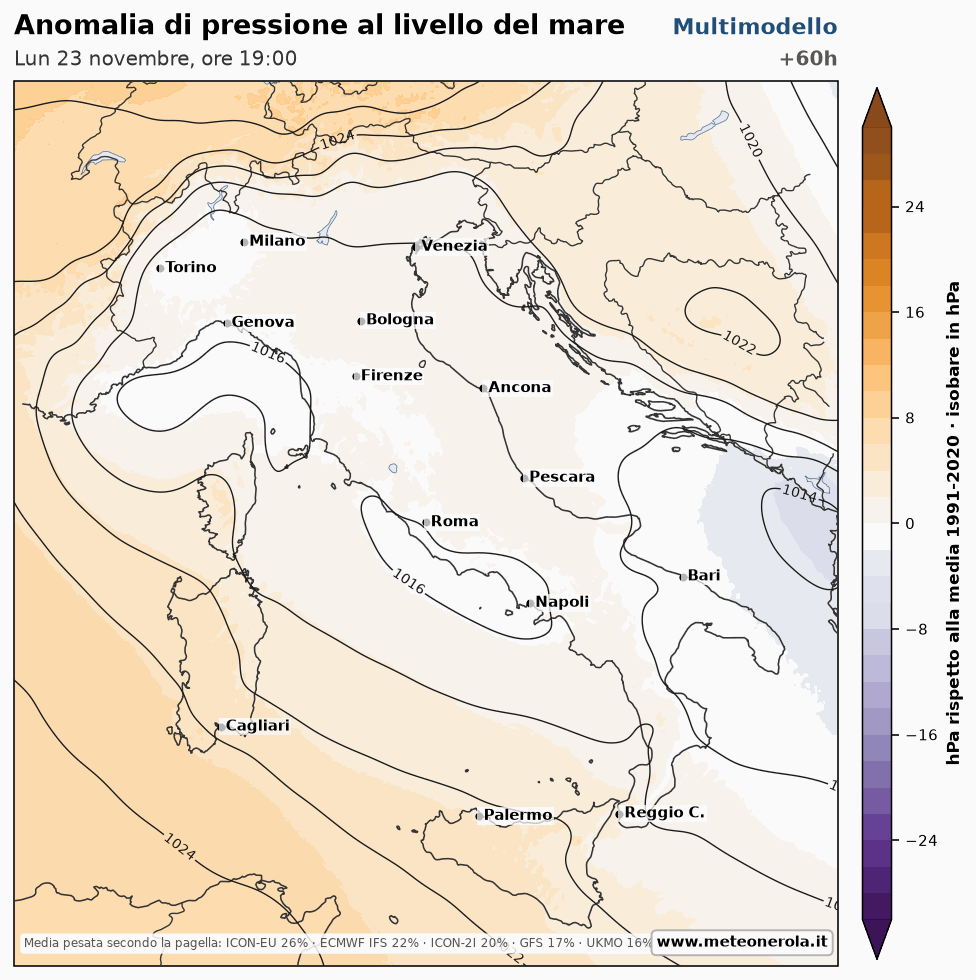 Anomalia di pressione al livello del mare
Multimodello
Lun 23 novembre, ore 19:00
+60h
1024
1020
Milano
Venezia
Torino
Genova
Bologna
1022
1016
Firenze
Ancona
Pescara
1014
Roma
Bari
1016
Napoli
Cagliari
Palermo
Reggio C.
1024
24
16
8
0
−8
−16
−24
hPa rispetto alla media 1991-2020 · isobare in hPa
Media pesata secondo la pagella: ICON-EU 26% · ECMWF IFS 22% · ICON-2I 20% · GFS 17% · UKMO 16%
www.meteonerola.it